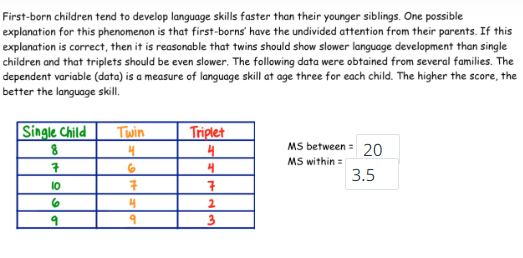 First-born children tend to develop language skills faster than their younger siblings. One possible
explanation for this phenomenon is that first-borns' have the undivided attention from their parents. If this
explanation is correct, then it is reasonable that twins should show slower language development than single
children and that triplets should be even slower. The following data were obtained from several families. The
dependent variable (data) is a measure of language skill at age three for each child. The higher the score, the
better the language skill.
Single Child Twin Triplet
8 4 4
7 6 4
10 7 7
6 4 2
9 9 3
MS between = 20
MS within = 3.5